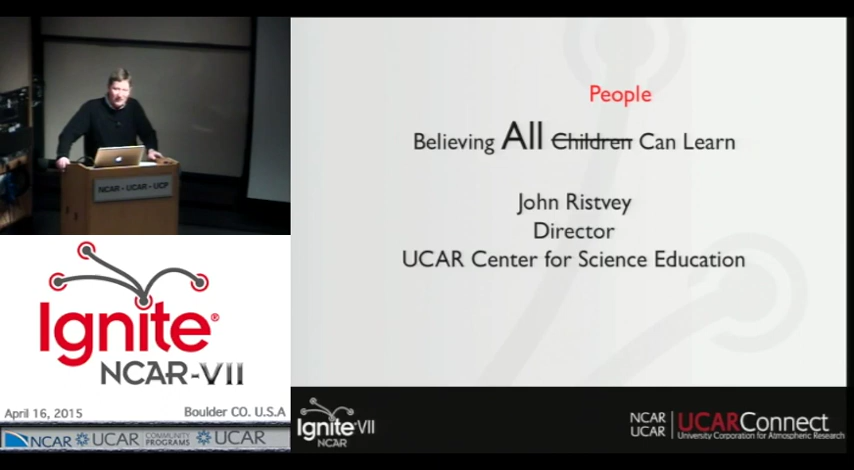 NCAR - UCAR - UCP
Ignite®
NCAR-VII
April 16, 2015
Boulder CO. U.S.A
NCAR UCAR COMMUNITY PROGRAMS UCAR
People
Believing All Children Can Learn
John Ristvey
Director
UCAR Center for Science Education
Ignite VII
NCAR
NCAR
UCAR
UCARConnect
University Corporation for Atmospheric Research